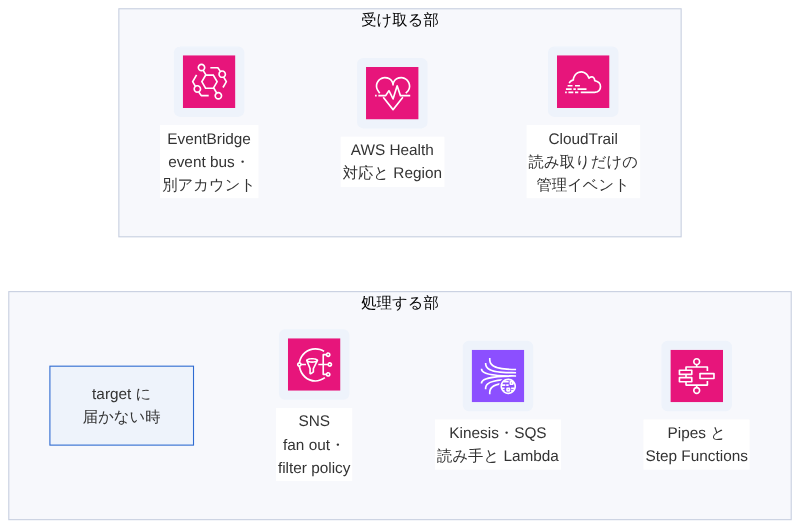 受け取る部
EventBridge
event bus・
別アカウント
AWS Health
対応と Region
CloudTrail
読み取りだけの
管理イベント
処理する部
target に
届かない時
SNS
fan out・
filter policy
Kinesis・SQS
読み手と Lambda
Pipes と
Step Functions